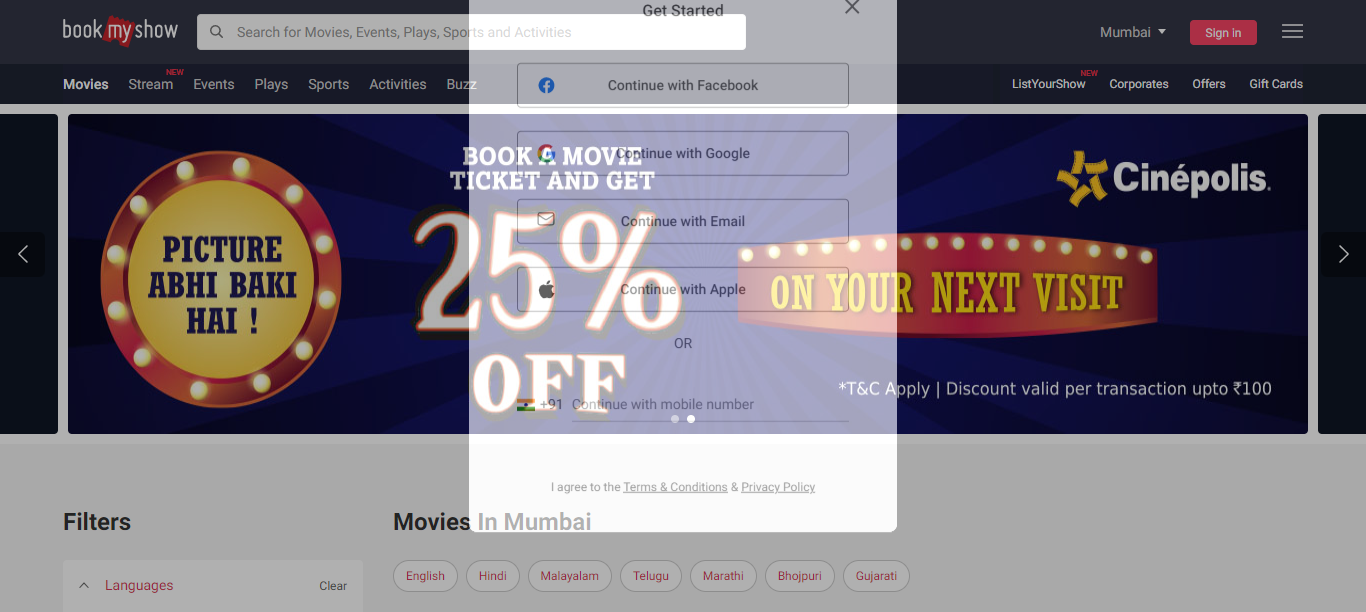 Get Started
book my show
Search for Movies, Events, Plays, Sports and Activities
Mumbai
Sign in
Movies
Stream
NEW
Events
Plays
Sports
Activities
Buzz
ListYourShow
NEW
Corporates
Offers
Gift Cards
Continue with Facebook
Continue with Google
Continue with Email
Continue with Apple
OR
+91 Continue with mobile number
I agree to the Terms & Conditions & Privacy Policy
PICTURE
ABHI BAKI
HAI !
BOOK A MOVIE
TICKET AND GET
25%
OFF
ON YOUR NEXT VISIT
Cinépolis.
*T&C Apply | Discount valid per transaction upto ₹100
Filters
Languages
Clear
Movies In Mumbai
English
Hindi
Malayalam
Telugu
Marathi
Bhojpuri
Gujarati